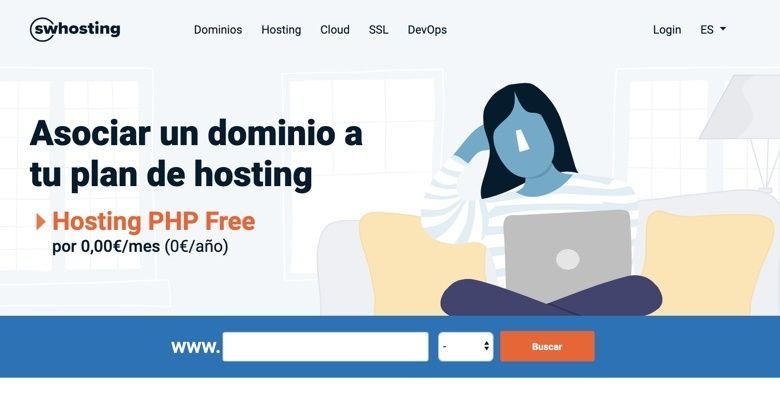 swhosting
Dominios Hosting Cloud SSL DevOps
Login ES
Asociar un dominio a
tu plan de hosting
Hosting PHP Free
por 0,00€/mes (0€/año)
www. - Buscar